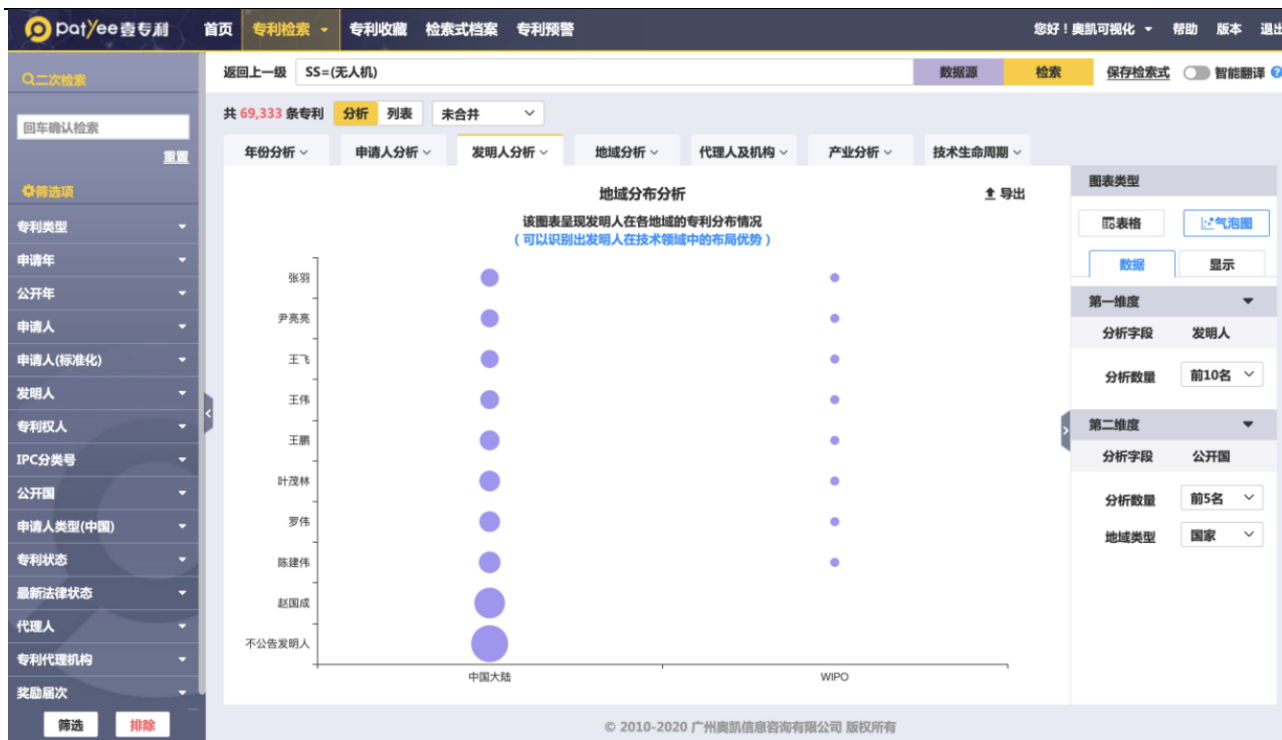 patyee壹专利 首页 专利检索 专利收藏 检索式档案 专利预警 您好！奥凯可视化 帮助 版本 退出
二次检索
回车确认检索
重置
筛选项
专利类型
申请年
公开年
申请人
申请人(标准化)
发明人
专利权人
IPC分类号
公开国
申请人类型(中国)
专利状态
最新法律状态
代理人
专利代理机构
奖励届次
筛选 排除
返回上一级 SS=(无人机) 数据源 检索 保存检索式 智能翻译 ?
共 69,333 条专利 分析 列表 未合并
年份分析 申请人分析 发明人分析 地域分析 代理人及机构 产业分析 技术生命周期
地域分布分析 导出
该图表呈现发明人在各地域的专利分布情况
(可以识别出发明人在技术领域中的布局优势)
张羽
尹亮亮
王飞
王伟
王鹏
叶茂林
罗伟
陈建伟
赵国成
不公告发明人
中国大陆 WIPO
图表类型
表格 气泡图
数据 显示
第一维度
分析字段 发明人
分析数量 前10名
第二维度
分析字段 公开国
分析数量 前5名
地域类型 国家
© 2010-2020 广州奥凯信息咨询有限公司 版权所有